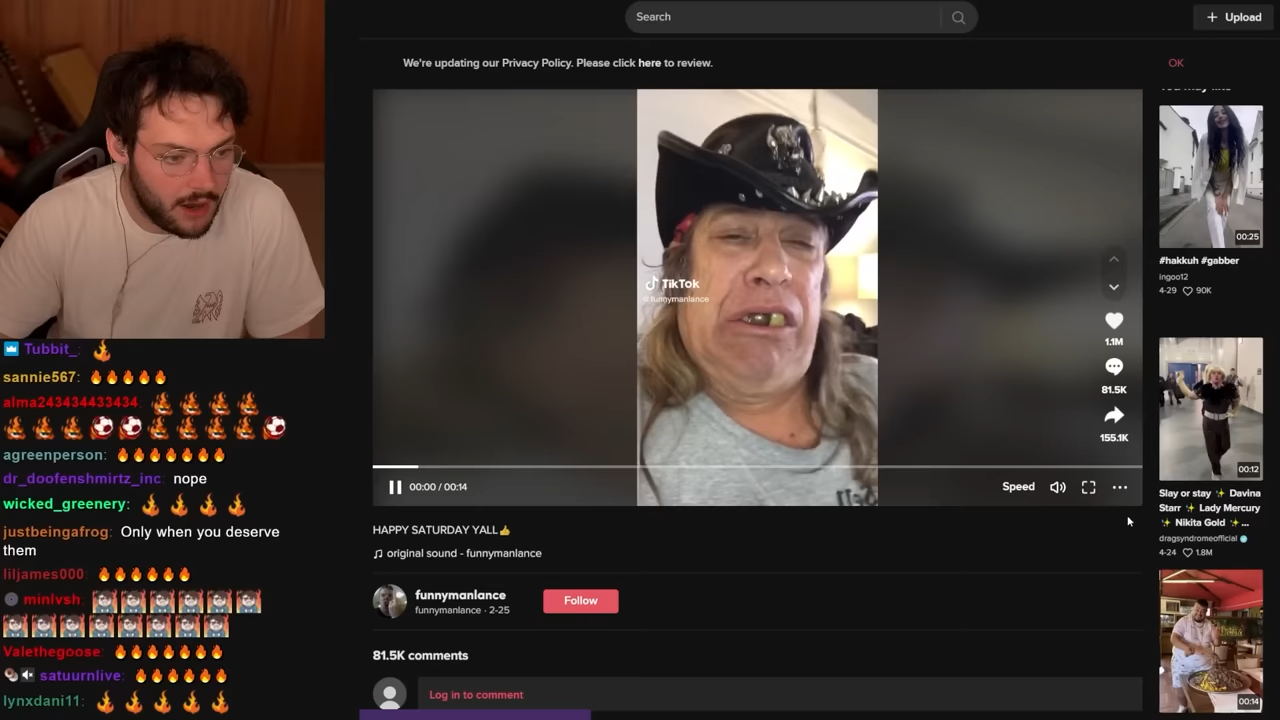 Search
Upload
We're updating our Privacy Policy. Please click here to review.
OK
TikTok
@funnymanlance
1.1M
81.5K
155.1K
00:00 / 00:14
Speed
HAPPY SATURDAY YALL👍
original sound - funnymanlance
funnymanlance
funnymanlance · 2-25
Follow
81.5K comments
Log in to comment
00:25
#hakkuh #gabber
ingoo12
4-29 90K
00:12
Slay or stay ✨ Davina
Starr ✨ Lady Mercury
✨ Nikita Gold ✨...
dragsyndromeofficial
4-24 1.8M
00:14
Tubbit_:
sannie567: 🔥🔥🔥🔥🔥
alma243434433434:
agreenperson: 🔥🔥🔥🔥🔥🔥🔥
dr_doofenshmirtz_inc: nope
wicked_greenery:
justbeingafrog: Only when you deserve
them
liljames000: 🔥🔥🔥🔥🔥🔥
minlvsh:
Valethegoose: 🔥🔥🔥🔥🔥🔥🔥
satuurnlive: 🔥🔥🔥🔥🔥🔥
lynxdani11: